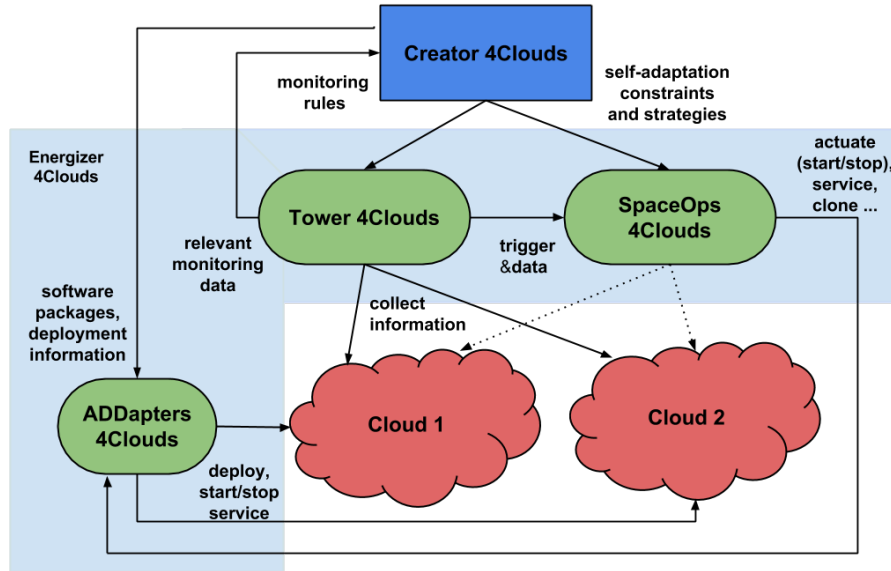 Creator 4Clouds
monitoring
rules
self-adaptation
constraints
and strategies
actuate
(start/stop),
service,
clone ...
Energizer
4Clouds
Tower 4Clouds
SpaceOps
4Clouds
relevant
monitoring
data
trigger
&data
software
packages,
deployment
information
collect
information
ADDapters
4Clouds
Cloud 1
Cloud 2
deploy,
start/stop
service